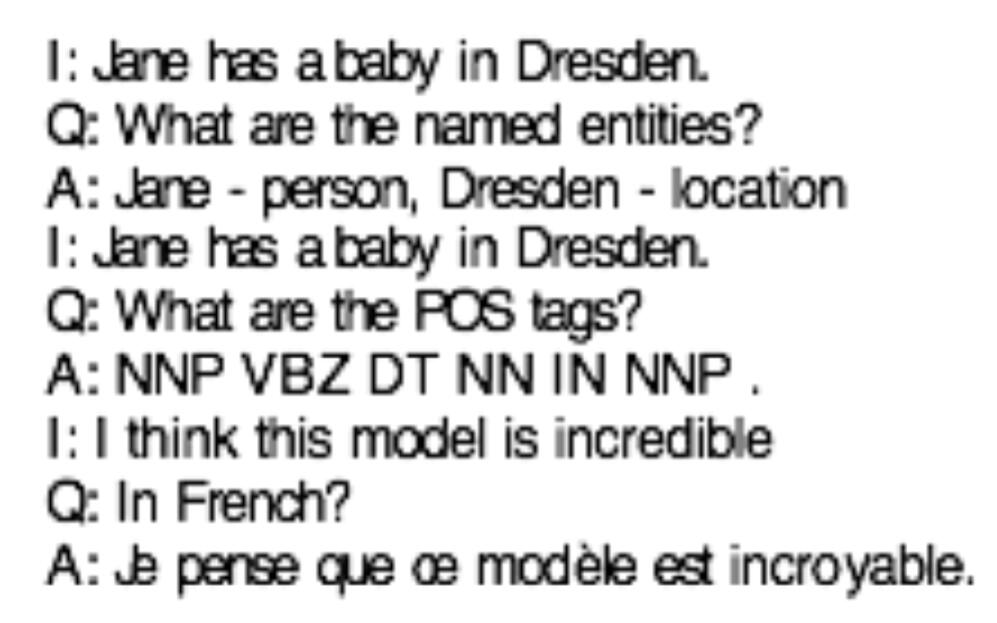 I: Jane has a baby in Dresden.
Q: What are the named entities?
A: Jane - person, Dresden - location
I: Jane has a baby in Dresden.
Q: What are the POS tags?
A: NNP VBZ DT NN IN NNP .
I: I think this model is incredible
Q: In French?
A: Je pense que ce modèle est incroyable.